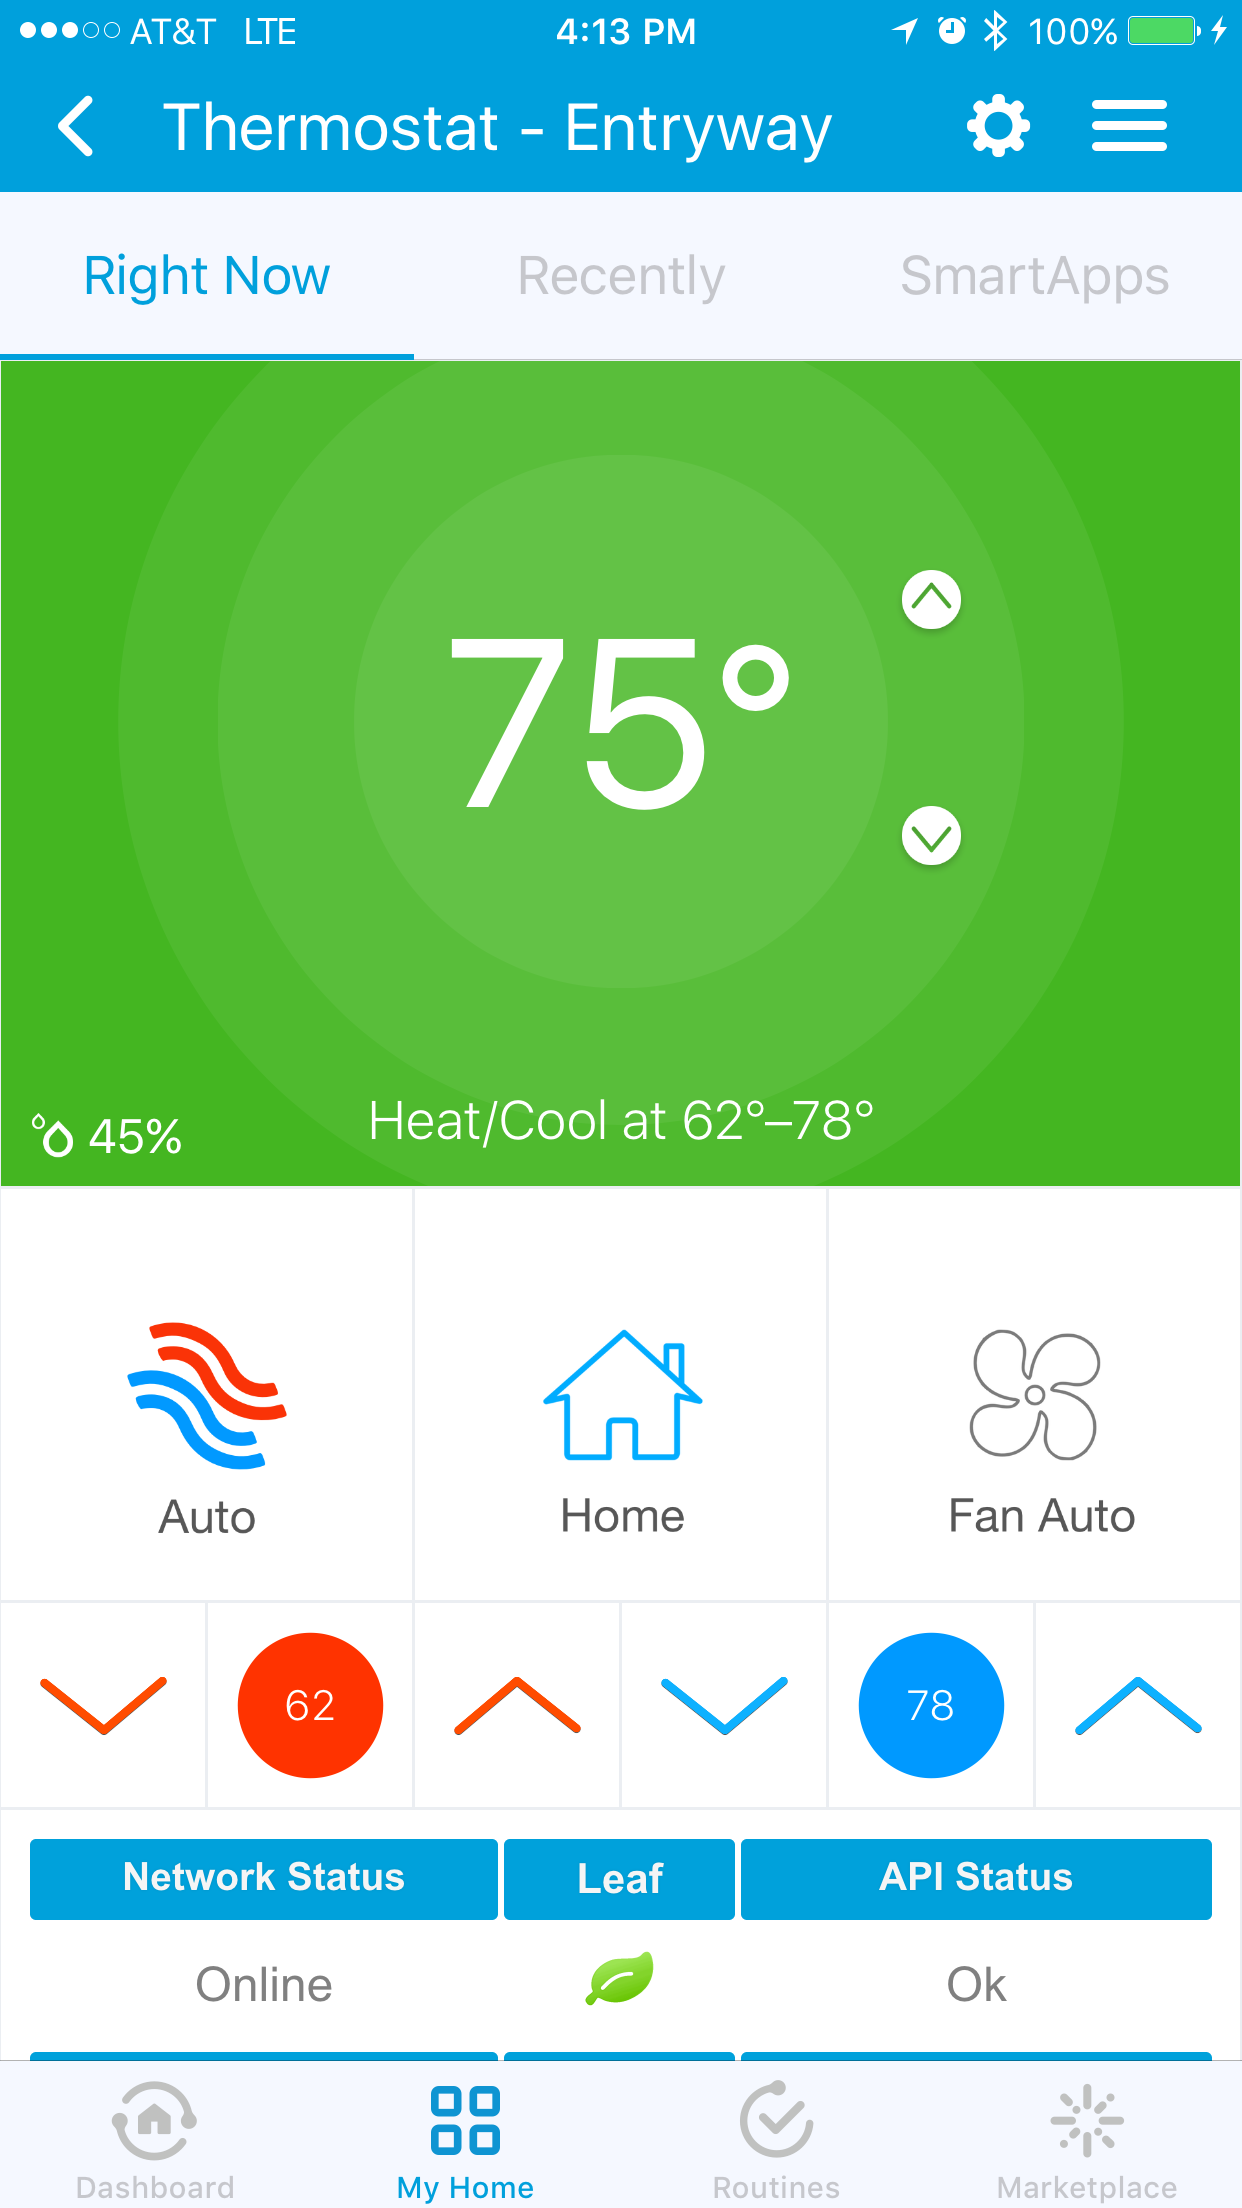 AT&T LTE 4:13 PM 100%
Thermostat - Entryway
Right Now Recently SmartApps
75°
45% Heat/Cool at 62°–78°
Auto Home Fan Auto
62 78
Network Status Leaf API Status
Online Ok
Dashboard My Home Routines Marketplace